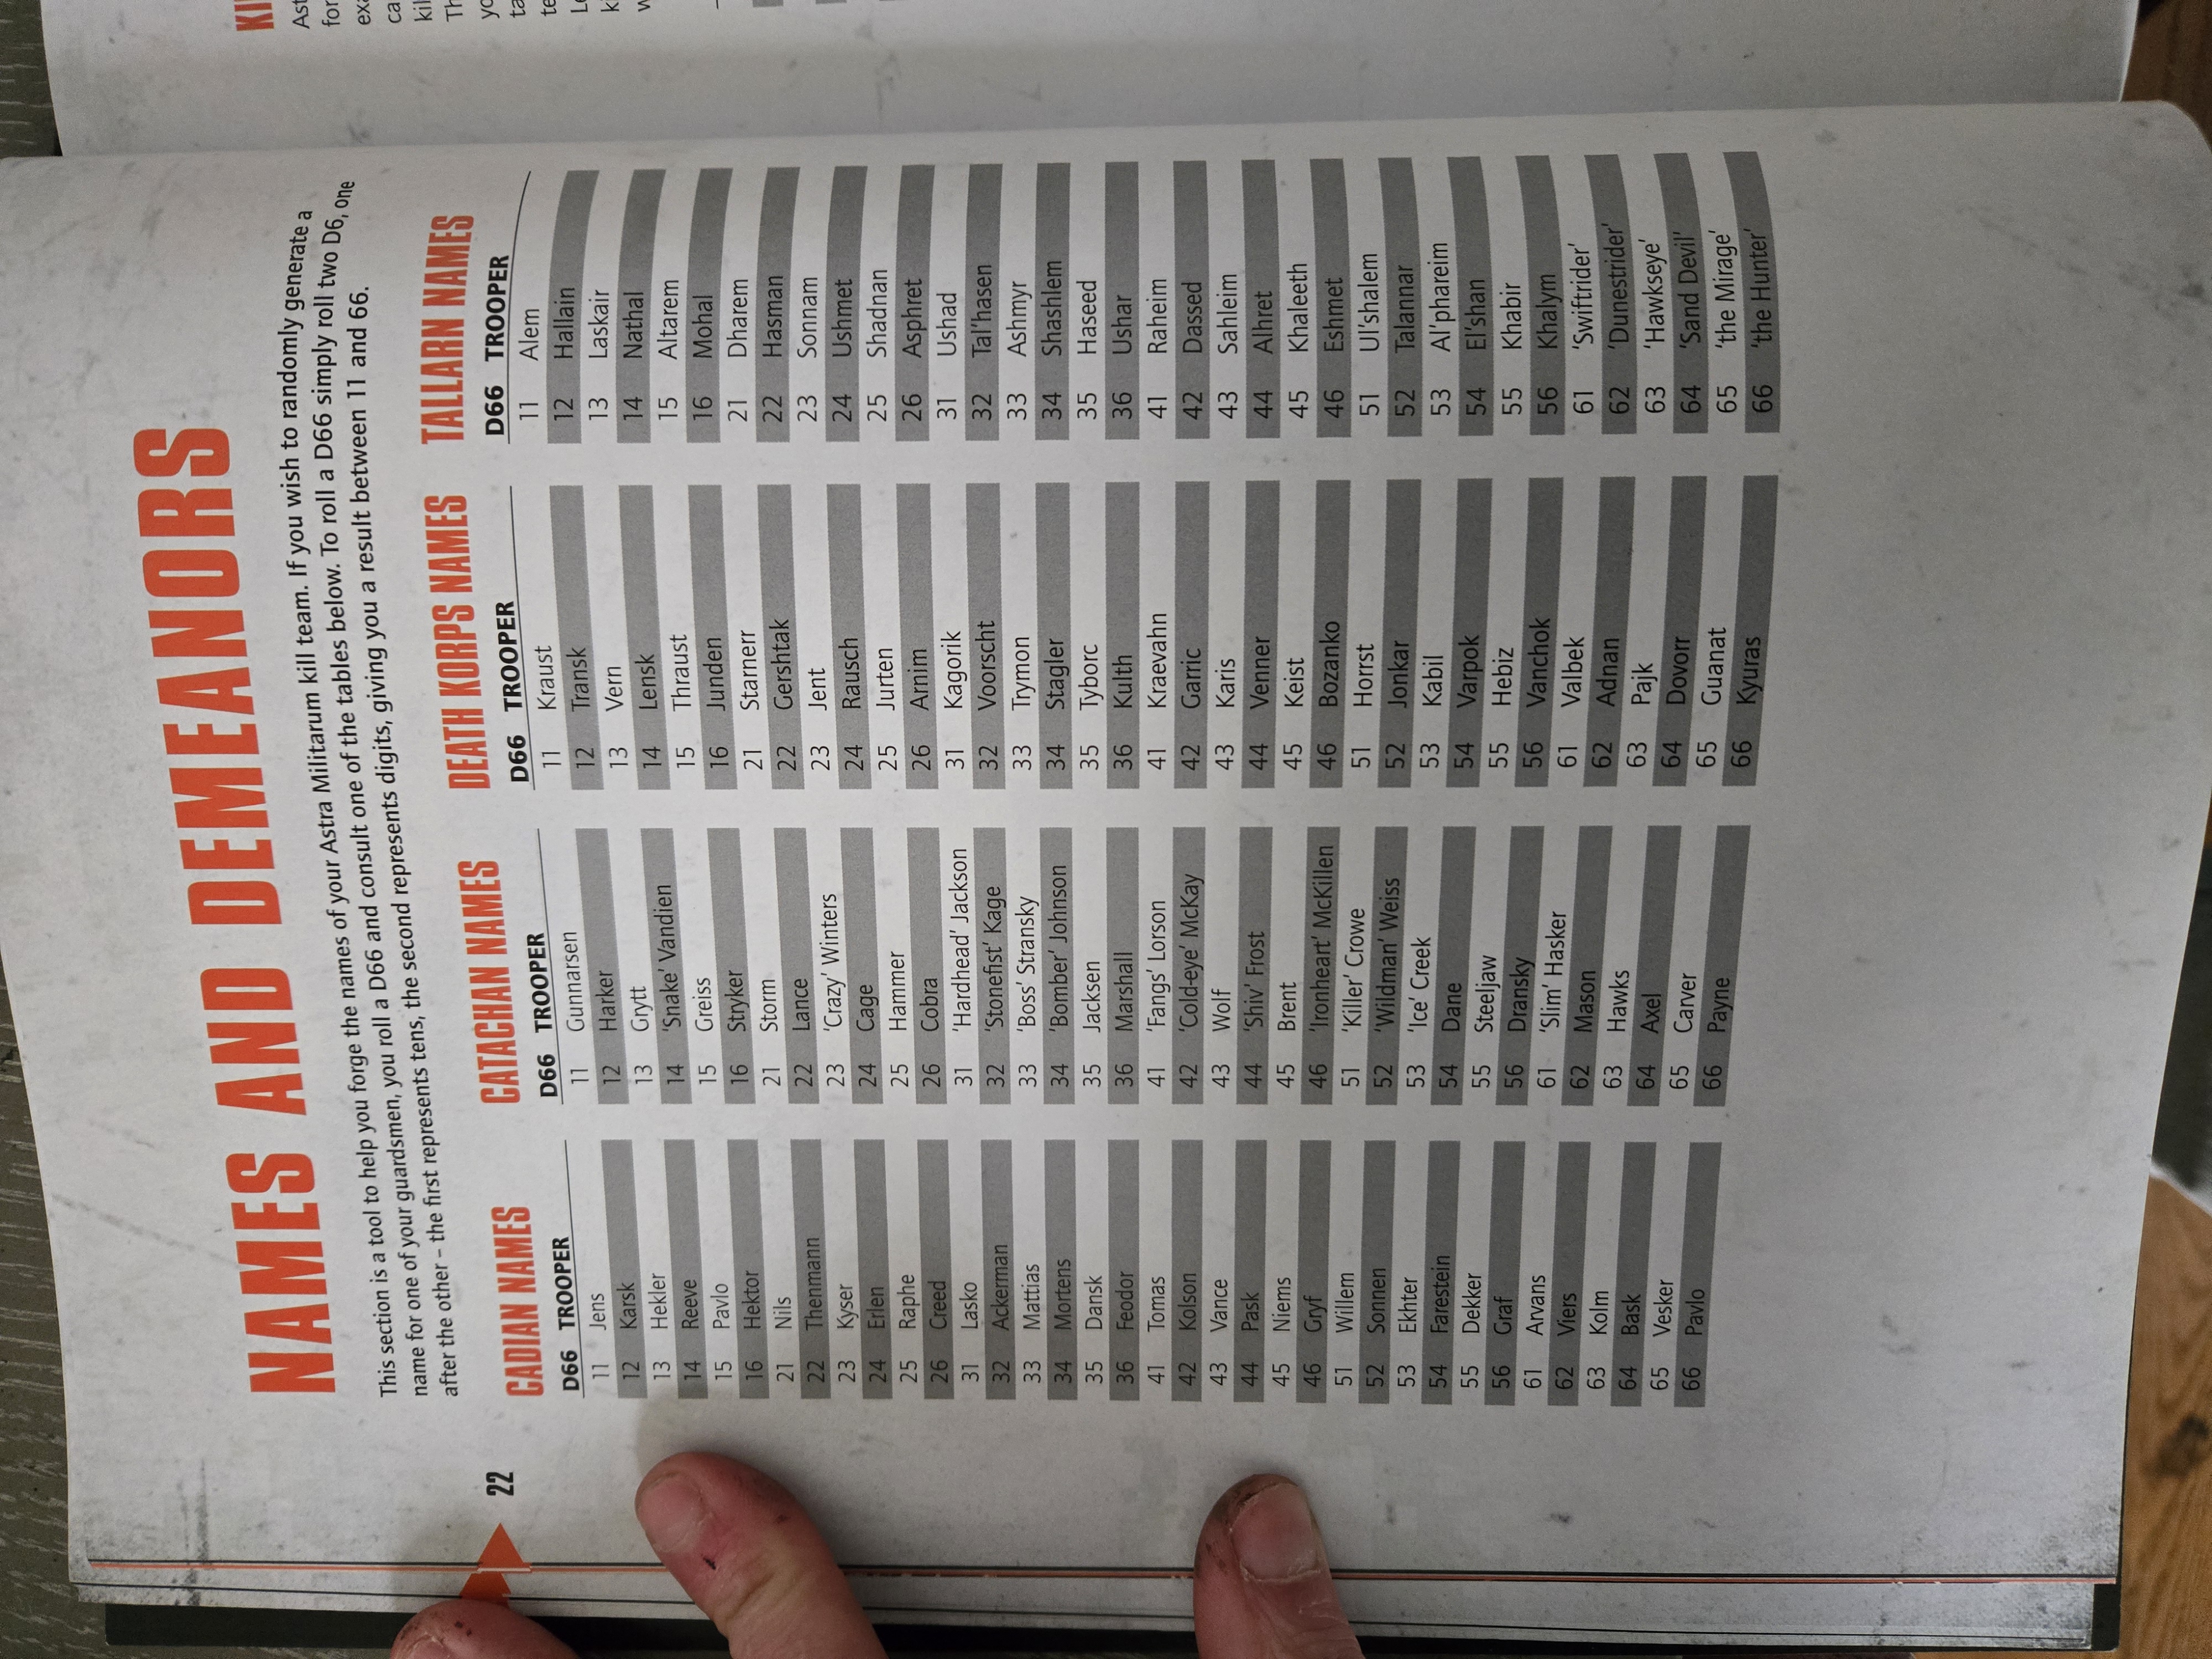 NAMES AND DEMEANORS
This section is a tool to help you forge the names of your Astra Militarum kill team. If you wish to randomly generate a
name for one of your guardsmen, you roll a D66 and consult one of the tables below. To roll a D66 simply roll two D6, one
after the other – the first represents tens, the second represents digits, giving you a result between 11 and 66.
CADIAN NAMES
D66 TROOPER
11 Jens
12 Karsk
13 Hekler
14 Reeve
15 Pavlo
16 Hektor
21 Nils
22 Thenmann
23 Kyser
24 Erlen
25 Raphe
26 Creed
31 Lasko
32 Ackerman
33 Mattias
34 Mortens
35 Dansk
36 Feodor
41 Tomas
42 Kolson
43 Vance
44 Pask
45 Niems
46 Gryf
51 Willem
52 Sonnen
53 Ekhter
54 Farestein
55 Dekker
56 Graf
61 Arvans
62 Viers
63 Kolm
64 Bask
65 Vesker
66 Pavlo
CATACHAN NAMES
D66 TROOPER
11 Gunnarsen
12 Harker
13 Grytt
14 'Snake' Vandien
15 Greiss
16 Stryker
21 Storm
22 Lance
23 'Crazy' Winters
24 Cage
25 Hammer
26 Cobra
31 'Hardhead' Jackson
32 'Stonefist' Kage
33 'Boss' Stransky
34 'Bomber' Johnson
35 Jacksen
36 Marshall
41 'Fangs' Lorson
42 'Cold-eye' McKay
43 Wolf
44 'Shiv' Frost
45 Brent
46 'Ironheart' McKillen
51 'Killer' Crowe
52 'Wildman' Weiss
53 'Ice' Creek
54 Dane
55 Steeljaw
56 Dransky
61 'Slim' Hasker
62 Mason
63 Hawks
64 Axel
65 Carver
66 Payne
DEATH KORPS NAMES
D66 TROOPER
11 Kraust
12 Transk
13 Vern
14 Lensk
15 Thraust
16 Junden
21 Starnerr
22 Gershtak
23 Jent
24 Rausch
25 Jurten
26 Arnim
31 Kagorik
32 Voorscht
33 Trymon
34 Stagler
35 Tyborc
36 Kulth
41 Kraevahn
42 Garric
43 Karis
44 Venner
45 Keist
46 Bozanko
51 Horrst
52 Jonkar
53 Kabil
54 Varpok
55 Hebiz
56 Vanchok
61 Valbek
62 Adnan
63 Pajk
64 Dovorr
65 Guanat
66 Kyuras
TALLARN NAMES
D66 TROOPER
11 Alem
12 Hallain
13 Laskair
14 Nathal
15 Altarem
16 Mohal
21 Dharem
22 Hasman
23 Sonnam
24 Ushmet
25 Shadnan
26 Asphret
31 Ushad
32 Tal'hasen
33 Ashmyr
34 Shashlem
35 Haseed
36 Ushar
41 Raheim
42 Dassed
43 Sahleim
44 Alhret
45 Khaleeth
46 Eshmet
51 Ul'shalem
52 Talannar
53 Al'phareim
54 El'shan
55 Khabir
56 Khalym
61 'Swiftrider'
62 'Dunestrider'
63 'Hawkseye'
64 'Sand Devil'
65 'the Mirage'
66 'the Hunter'
22